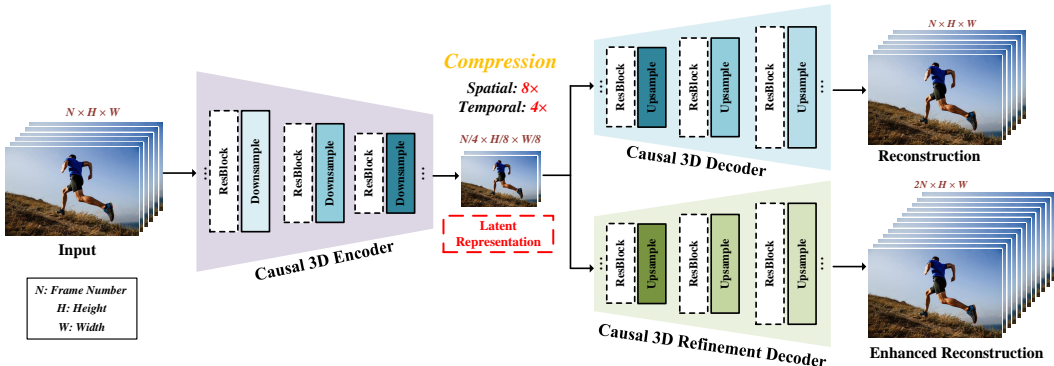 N × H × W
Input
N: Frame Number
H: Height
W: Width
ResBlock
Downsample
ResBlock
Downsample
ResBlock
Downsample
Causal 3D Encoder
Compression
Spatial: 8×
Temporal: 4×
N/4 × H/8 × W/8
Latent
Representation
ResBlock
Upsample
ResBlock
Upsample
ResBlock
Upsample
Causal 3D Decoder
N × H × W
Reconstruction
ResBlock
Upsample
ResBlock
Upsample
ResBlock
Upsample
Causal 3D Refinement Decoder
2N × H × W
Enhanced Reconstruction